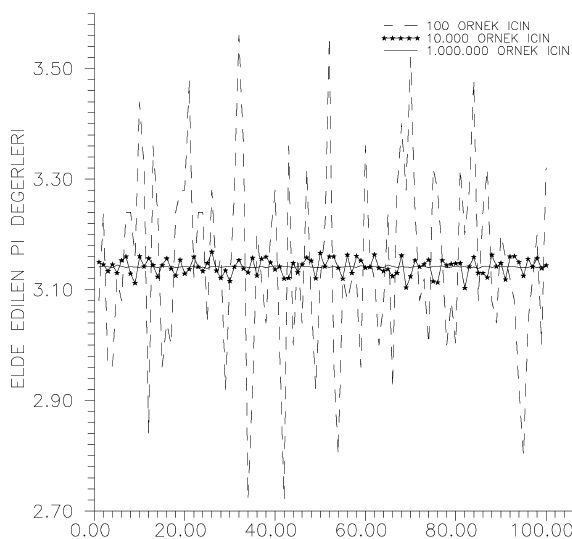 100 ORNEK ICIN
10.000 ORNEK ICIN
1.000.000 ORNEK ICIN
ELDE EDILEN PI DEGERLERI
3.50
3.30
3.10
2.90
2.70
0.00 20.00 40.00 60.00 80.00 100.00